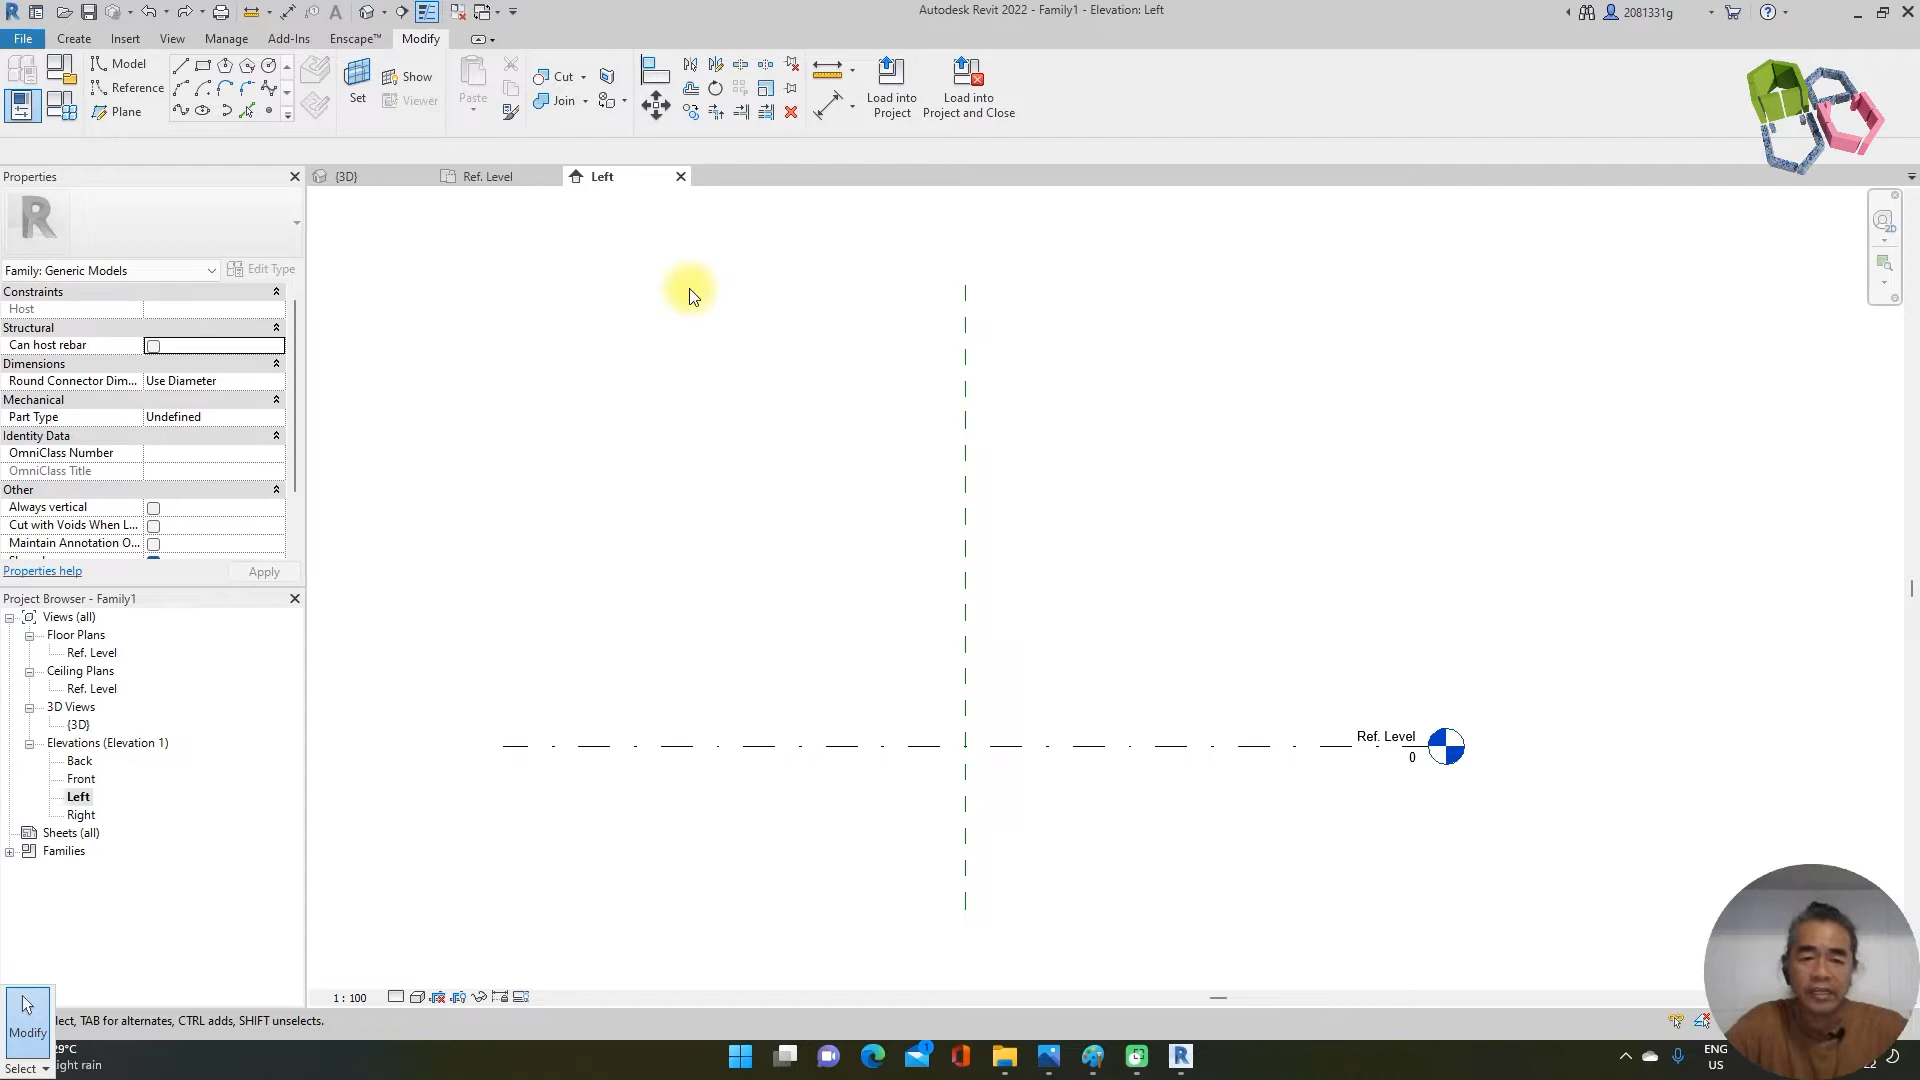 Autodesk Revit 2022 - Family1 - Elevation: Left
2081331g
File Create Insert View Manage Add-Ins Enscape™ Modify
Model
Reference
Plane
Set
Show
Viewer
Paste
Cut
Join
Load into
Project
Load into
Project and Close
Properties
{3D}
Ref. Level
Left
R
Family: Generic Models
Edit Type
Constraints
Host
Structural
Can host rebar
Dimensions
Round Connector Dim... Use Diameter
Mechanical
Part Type Undefined
Identity Data
OmniClass Number
OmniClass Title
Other
Always vertical
Cut with Voids When L...
Maintain Annotation O...
Properties help
Apply
Project Browser - Family1
Views (all)
Floor Plans
Ref. Level
Ceiling Plans
Ref. Level
3D Views
{3D}
Elevations (Elevation 1)
Back
Front
Left
Right
Sheets (all)
Families
Ref. Level
0
2D
1 : 100
Modify
Select
lect, TAB for alternates, CTRL adds, SHIFT unselects.
29°C
ight rain
1
R
ENG
US
22